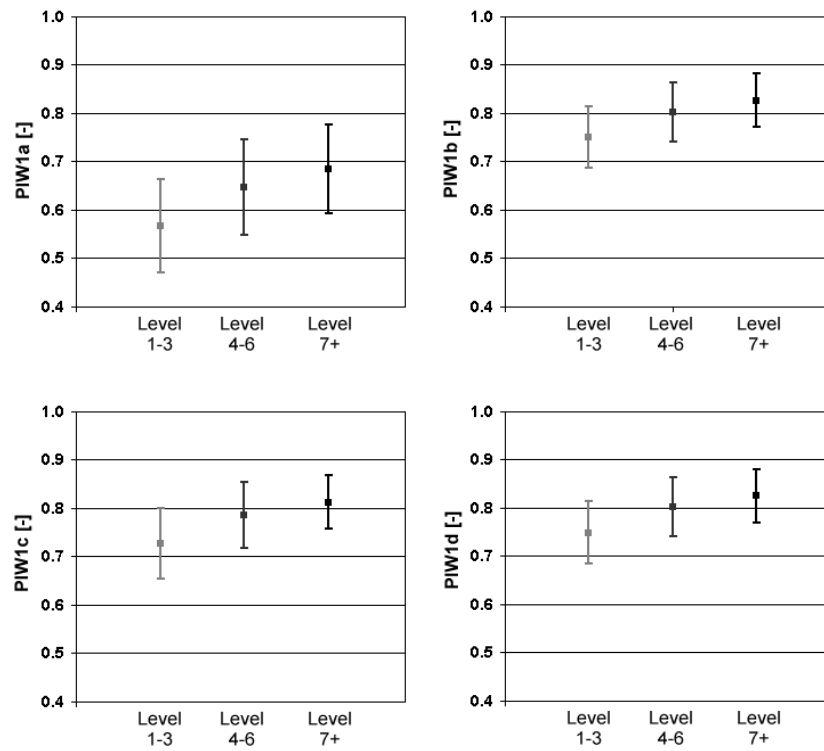 1.0
0.9
0.8
0.7
0.6
0.5
0.4
PIW1a [-]
Level 1-3
Level 4-6
Level 7+
1.0
0.9
0.8
0.7
0.6
0.5
0.4
PIW1b [-]
Level 1-3
Level 4-6
Level 7+
1.0
0.9
0.8
0.7
0.6
0.5
0.4
PIW1c [-]
Level 1-3
Level 4-6
Level 7+
1.0
0.9
0.8
0.7
0.6
0.5
0.4
PIW1d [-]
Level 1-3
Level 4-6
Level 7+